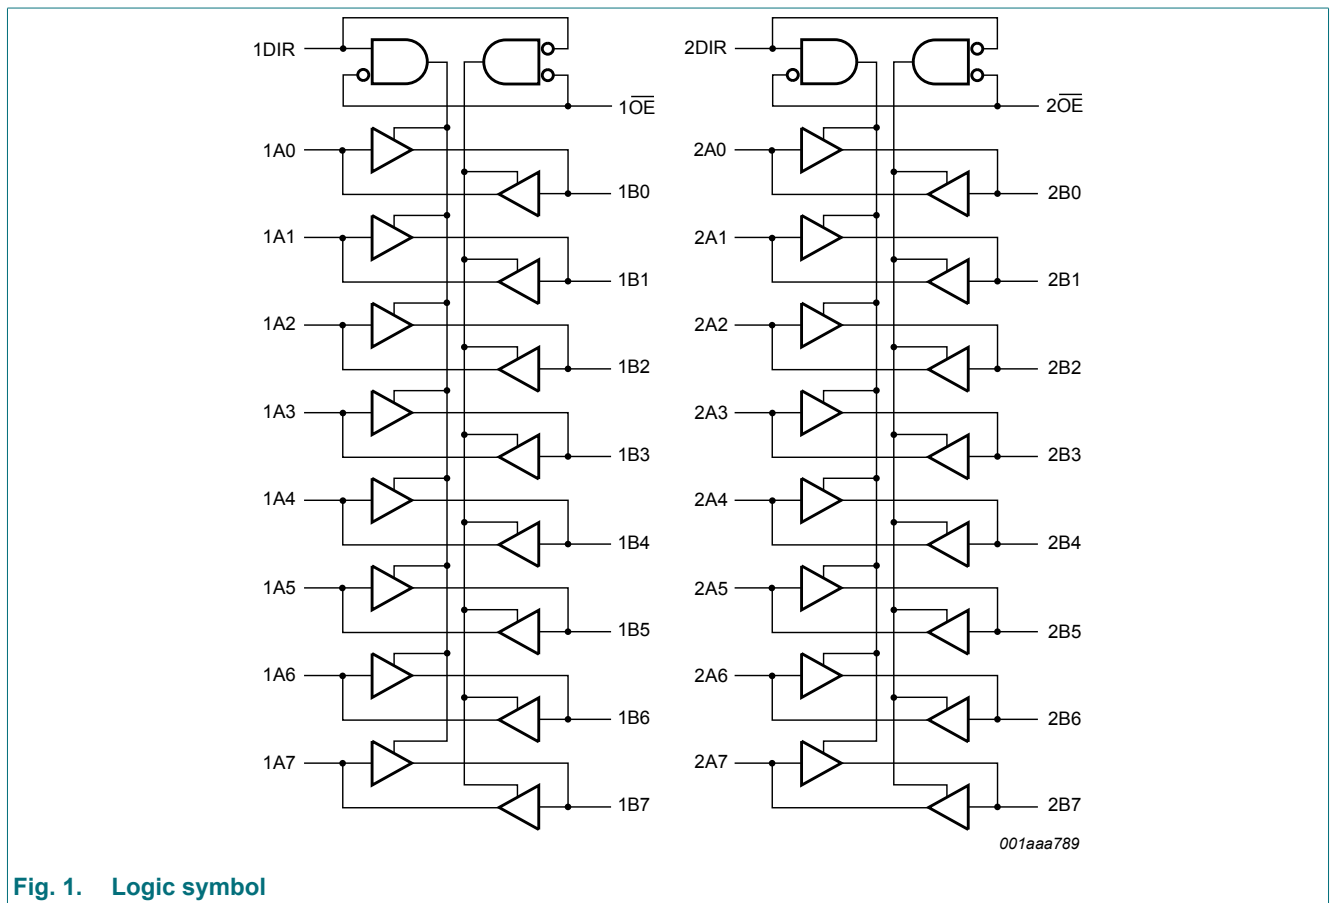 1DIR
1O̅E̅
1A0
1B0
1A1
1B1
1A2
1B2
1A3
1B3
1A4
1B4
1A5
1B5
1A6
1B6
1A7
1B7
2DIR
2O̅E̅
2A0
2B0
2A1
2B1
2A2
2B2
2A3
2B3
2A4
2B4
2A5
2B5
2A6
2B6
2A7
2B7
001aaa789
Fig. 1. Logic symbol